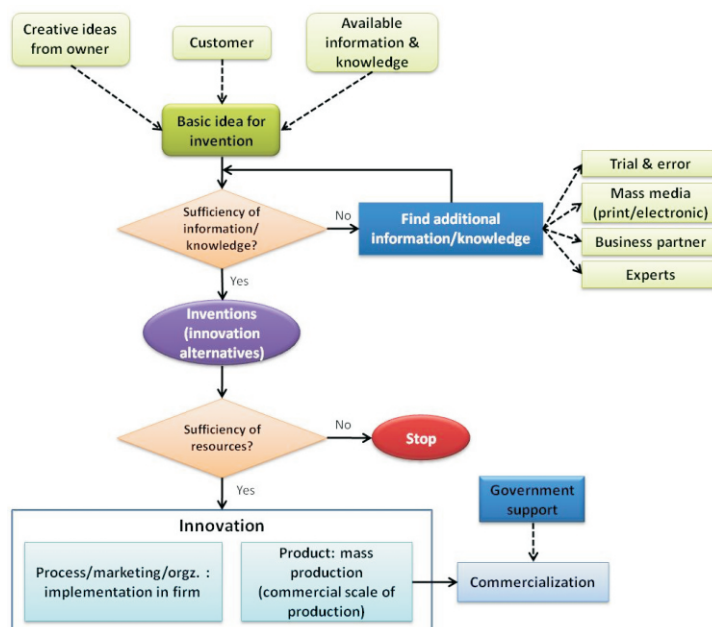 Creative ideas
from owner
Customer
Available
information &
knowledge
Basic idea for
invention
Sufficiency of
information/
knowledge?
No
Find additional
information/knowledge
Trial & error
Mass media
(print/electronic)
Business partner
Experts
Yes
Inventions
(innovation
alternatives)
Sufficiency of
resources?
No
Stop
Yes
Innovation
Process/marketing/orgz. :
implementation in firm
Product: mass
production
(commercial scale of
production)
Government
support
Commercialization